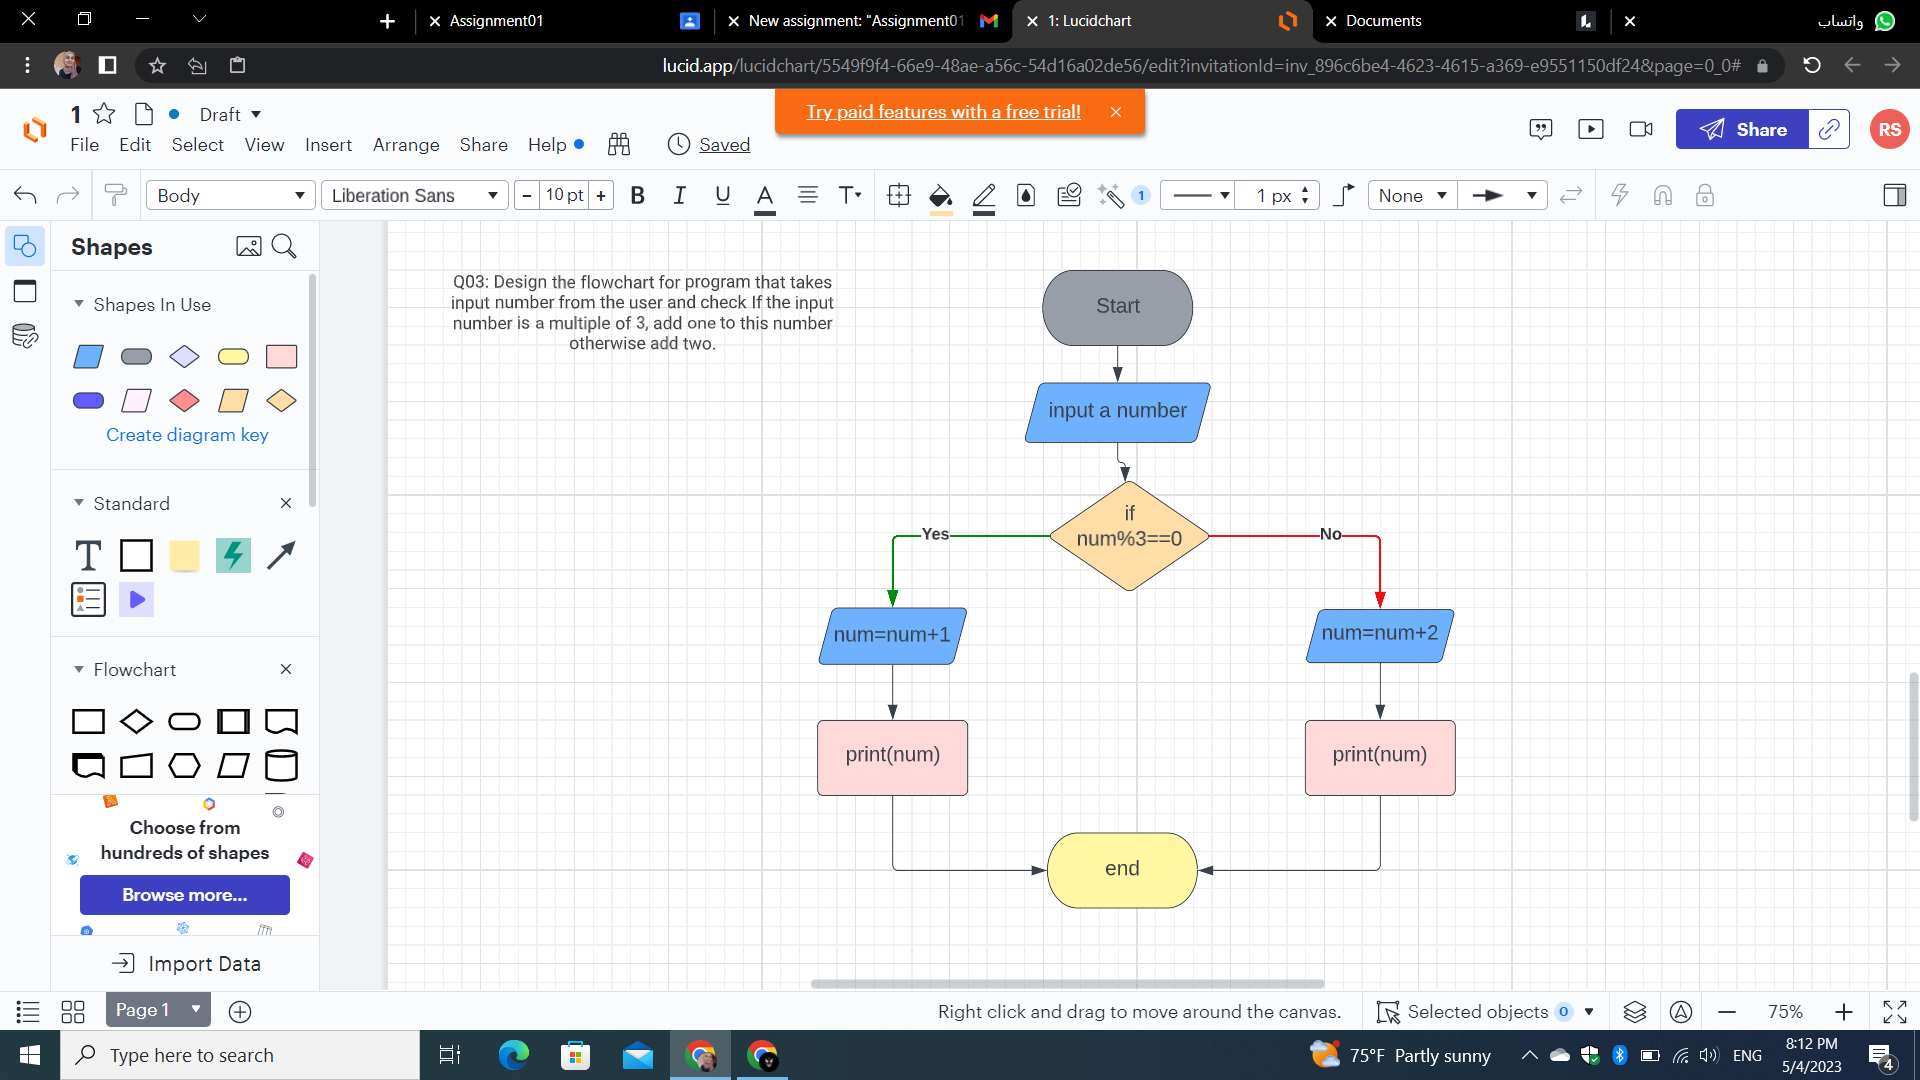 Assignment01
New assignment: "Assignment01
1: Lucidchart
Documents
واتساب
lucid.app/lucidchart/5549f9f4-66e9-48ae-a56c-54d16a02de56/edit?invitationId=inv_896c6be4-4623-4615-a369-e9551150df24&page=0_0#
1
Draft
Try paid features with a free trial!
File Edit Select View Insert Arrange Share Help
Saved
Share
RS
Body
Liberation Sans
- 10 pt +
B I U A T
1
1 px
None
Shapes
Shapes In Use
Create diagram key
Standard
T
Flowchart
Choose from
hundreds of shapes
Browse more...
Import Data
Q03: Design the flowchart for program that takes
input number from the user and check If the input
number is a multiple of 3, add one to this number
otherwise add two.
Start
input a number
if
num%3==0
Yes
No
num=num+1
num=num+2
print(num)
print(num)
end
Page 1
Right click and drag to move around the canvas.
Selected objects 0
75%
Type here to search
75°F Partly sunny
ENG
8:12 PM
5/4/2023
4